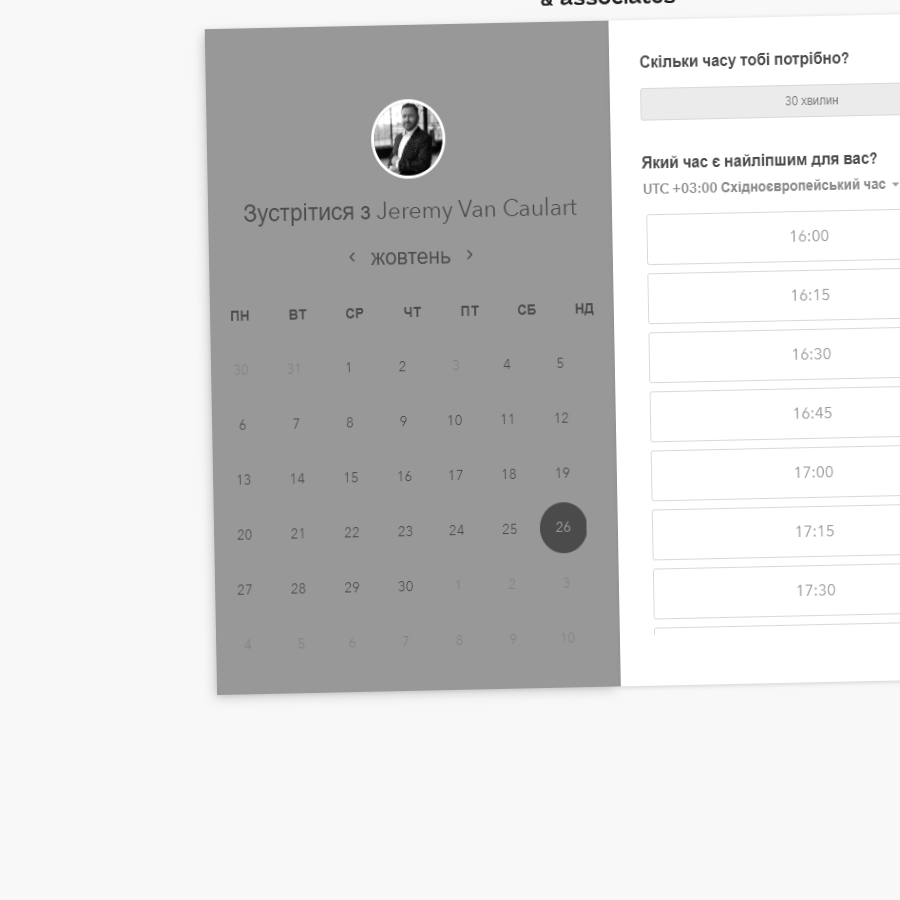 & associates
Зустрітися з Jeremy Van Caulart
‹ жовтень ›
ПН ВТ СР ЧТ ПТ СБ НД
30 31 1 2 3 4 5
6 7 8 9 10 11 12
13 14 15 16 17 18 19
20 21 22 23 24 25 26
27 28 29 30 1 2 3
4 5 6 7 8 9 10
Скільки часу тобі потрібно?
30 хвилин
Який час є найліпшим для вас?
UTC +03:00 Східноєвропейський час
16:00
16:15
16:30
16:45
17:00
17:15
17:30